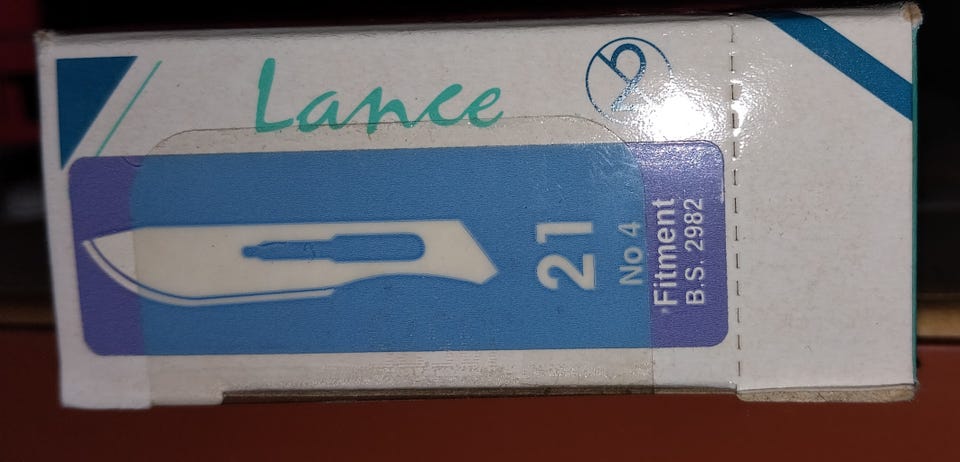 Lance
21
No 4
Fitment
B.S. 2982